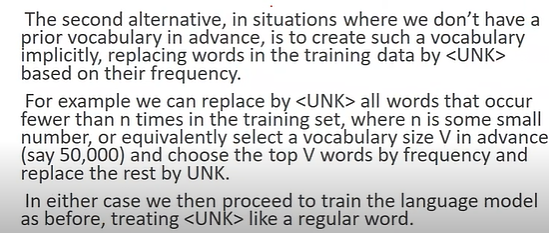 The second alternative, in situations where we don't have a
prior vocabulary in advance, is to create such a vocabulary
implicitly, replacing words in the training data by <UNK>
based on their frequency.
For example we can replace by <UNK> all words that occur
fewer than n times in the training set, where n is some small
number, or equivalently select a vocabulary size V in advance
(say 50,000) and choose the top V words by frequency and
replace the rest by UNK.
In either case we then proceed to train the language model
as before, treating <UNK> like a regular word.